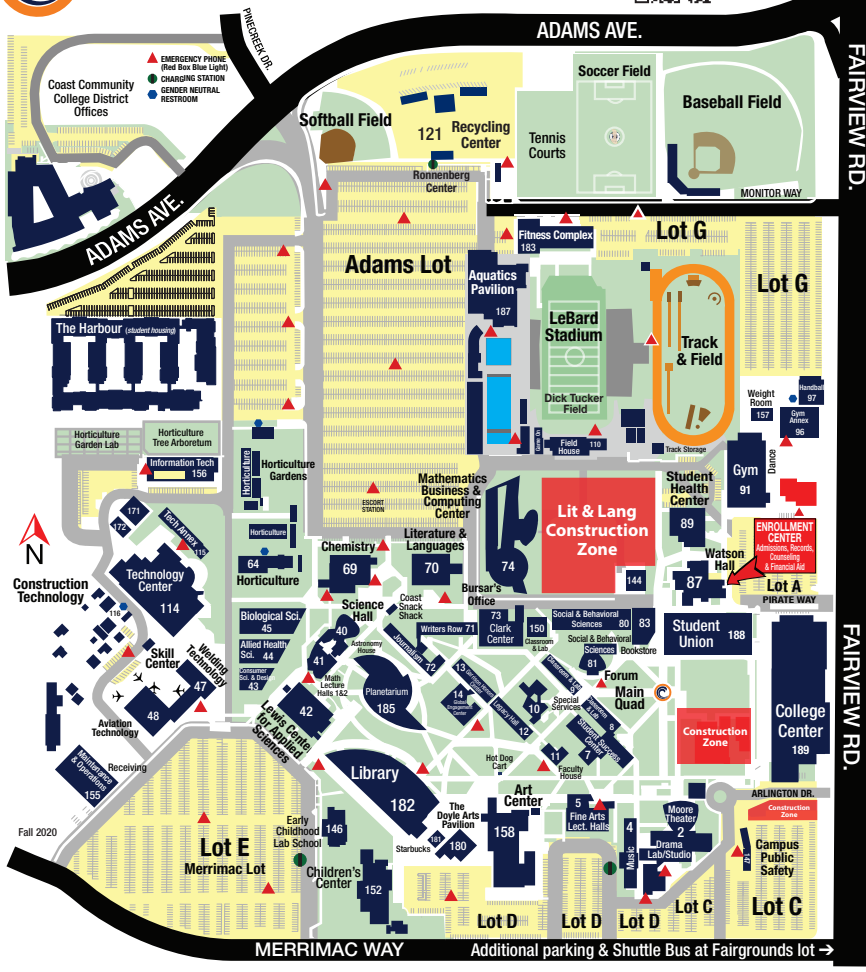 ADAMS AVE.
PINECREEK DR.
FAIRVIEW RD.
EMERGENCY PHONE
(Red Box Blue Light)
CHARGING STATION
GENDER NEUTRAL
RESTROOM
Coast Community
College District
Offices
Soccer Field
Baseball Field
Softball Field
121
Recycling
Center
Tennis
Courts
Ronnenberg
Center
MONITOR WAY
ADAMS AVE.
Fitness Complex
183
Lot G
Adams Lot
Aquatics
Pavilion
187
Lot G
LeBard
Stadium
Track
& Field
The Harbour (student housing)
Dick Tucker
Field
Weight
Room
157
Handball
97
Gym
Annex
96
Horticulture
Garden Lab
Horticulture
Tree Arboretum
Field
House
110
Track Storage
Information Tech
156
Horticulture
Horticulture
Gardens
Mathematics
Business &
Computing
Center
Student
Health
Center
Gym
91
Dance
ESCORT
STATION
Lit & Lang
Construction
Zone
171
172
Tech Annex
115
Horticulture
Chemistry
69
Literature &
Languages
70
74
89
ENROLLMENT
CENTER
Admissions, Records,
Counseling
& Financial Aid
N
64
Horticulture
Technology
Center
114
Construction
Technology
144
Watson
Hall
87
Lot A
PIRATE WAY
Bursar's
Office
Science
Hall
Coast
Snack
Shack
116
Biological Sci.
45
40
Astronomy
House
Journalism
Writers Row 71
73
Clark
Center
150
Classroom
& Lab
Social & Behavioral
Sciences 80
83
Student
Union 188
Allied Health
Sci. 44
Consumer
Sci. & Design
43
41
Math
Lecture
Halls 1&2
72
Social & Behavioral
Sciences
81
Bookstore
Skill
Center
Welding
Technology
47
Planetarium
185
13
14
Global
Engagement
Center
Legacy Hall
12
10
Special
Services
9
Forum
Main
Quad
FAIRVIEW RD.
42
Lewis Center
for Applied
Sciences
48
Aviation
Technology
8
Student Success
Center
7
Construction
Zone
College
Center
189
Maintenance
& Operations
155
Receiving
Library
182
Hot Dog
Cart
11
Faculty
House
ARLINGTON DR.
Construction
Zone
Fall 2020
Early
Childhood
Lab School
146
The
Doyle Arts
Pavilion
Art
Center
158
5
Fine Arts
Lect. Halls
4
Music
Moore
Theater
2
Drama
Lab/Studio
147
Campus
Public
Safety
Lot E
Merrimac Lot
Starbucks
181
180
Children's
Center
152
Lot D
Lot D
Lot D
Lot C
Lot C
MERRIMAC WAY
Additional parking & Shuttle Bus at Fairgrounds lot →